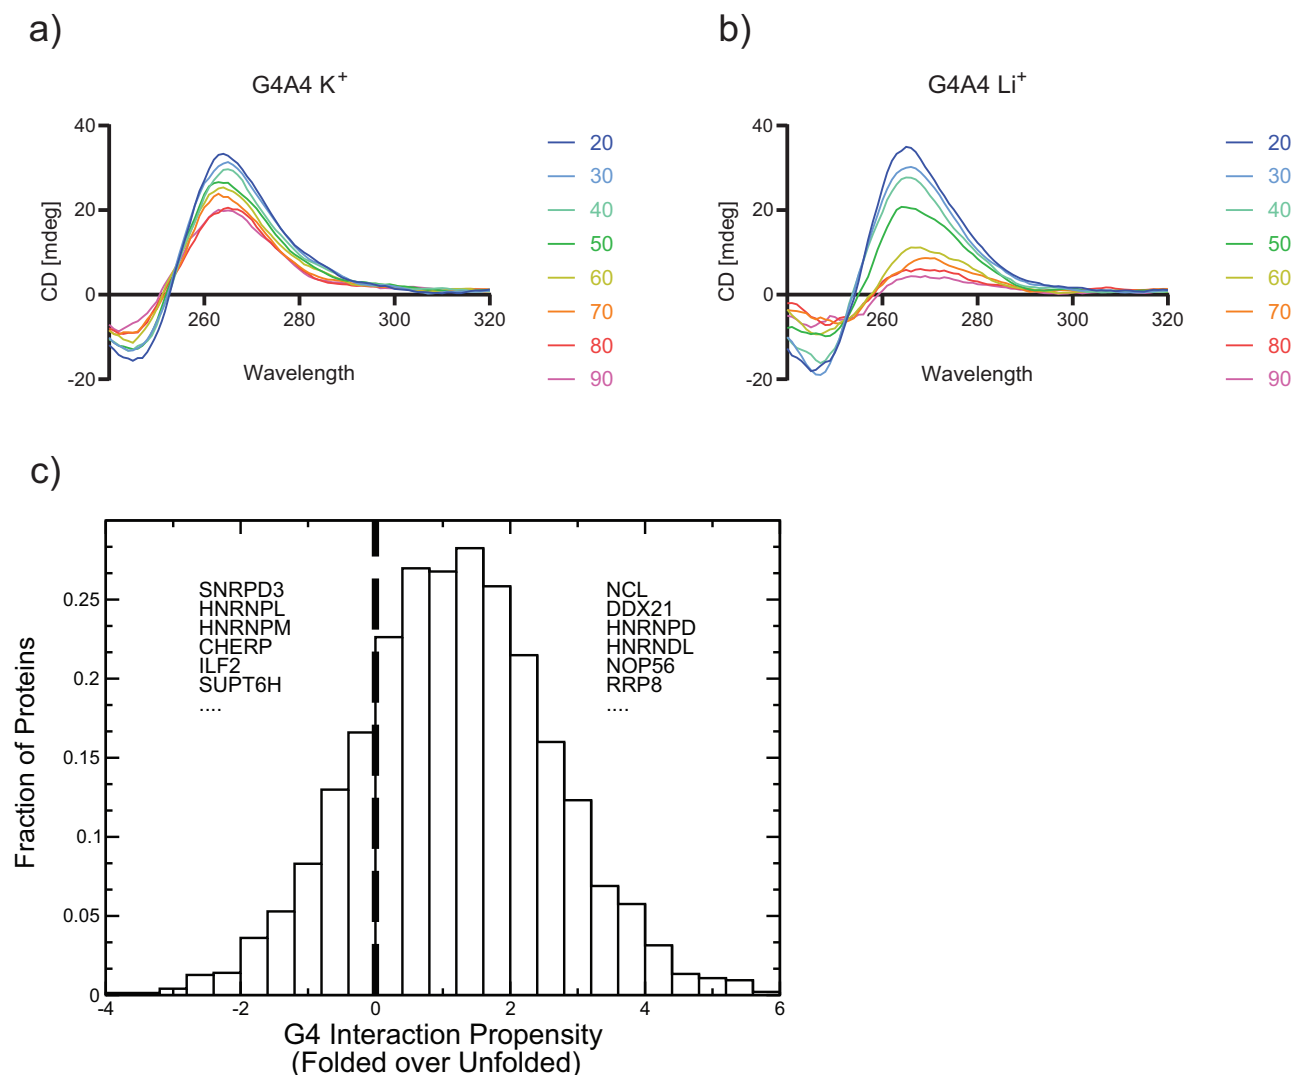 a)
G4A4 K+
40
20
0
-20
CD [mdeg]
260
280
300
320
Wavelength
20
30
40
50
60
70
80
90
b)
G4A4 Li+
40
20
0
-20
CD [mdeg]
260
280
300
320
Wavelength
20
30
40
50
60
70
80
90
c)
Fraction of Proteins
0.25
0.2
0.15
0.1
0.05
0
SNRPD3
HNRNPL
HNRNPM
CHERP
ILF2
SUPT6H
....
NCL
DDX21
HNRNPD
HNRNDL
NOP56
RRP8
....
-4
-2
0
2
4
6
G4 Interaction Propensity
(Folded over Unfolded)